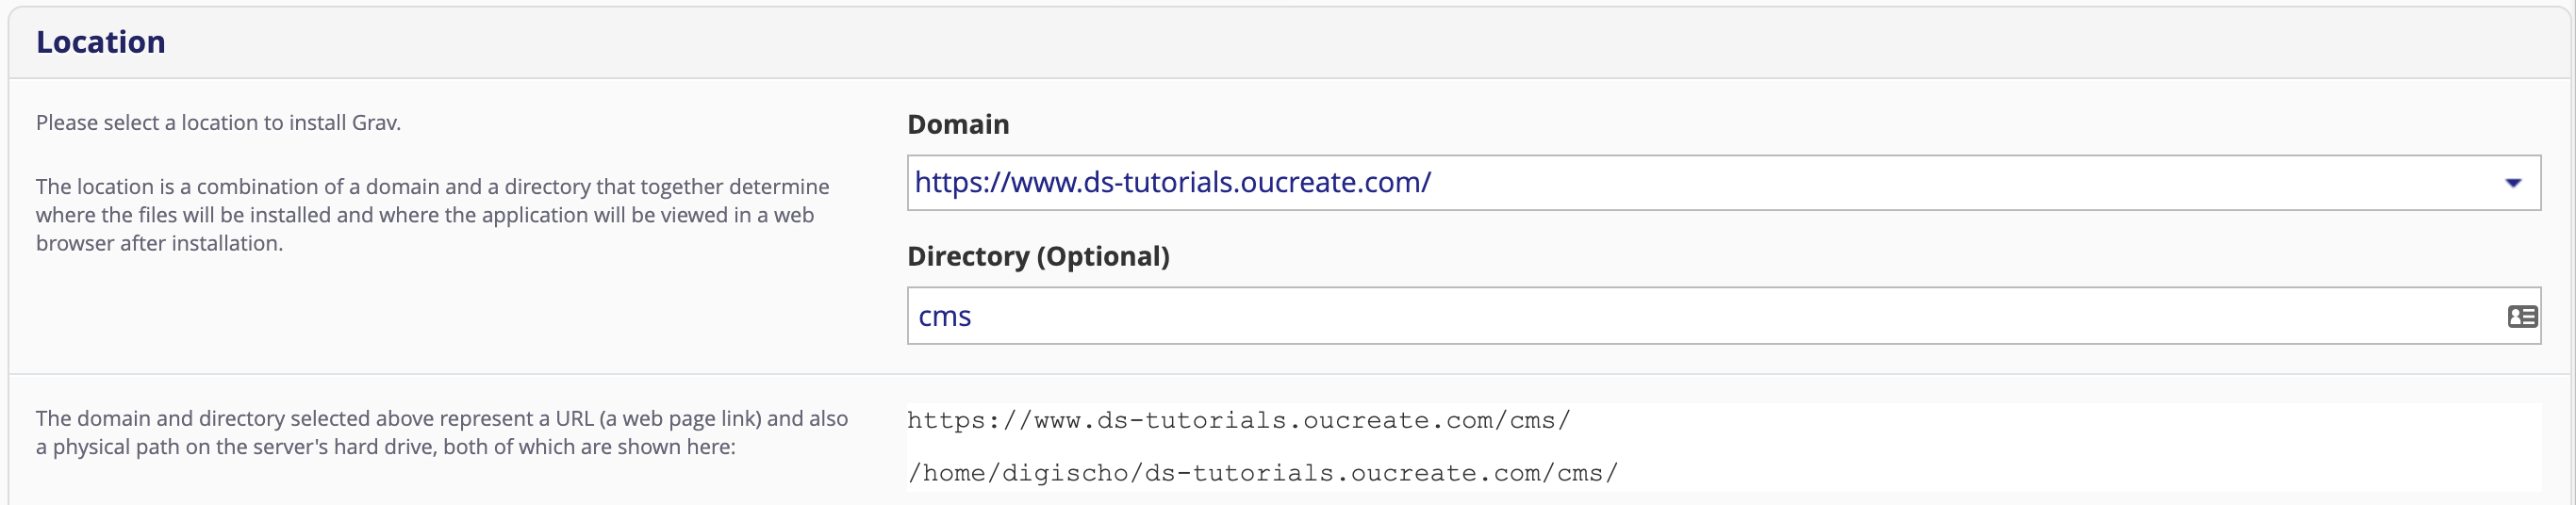 Location
Please select a location to install Grav.
The location is a combination of a domain and a directory that together determine
where the files will be installed and where the application will be viewed in a web
browser after installation.
Domain
https://www.ds-tutorials.oucreate.com/
Directory (Optional)
cms
The domain and directory selected above represent a URL (a web page link) and also
a physical path on the server's hard drive, both of which are shown here:
https://www.ds-tutorials.oucreate.com/cms/
/home/digischo/ds-tutorials.oucreate.com/cms/